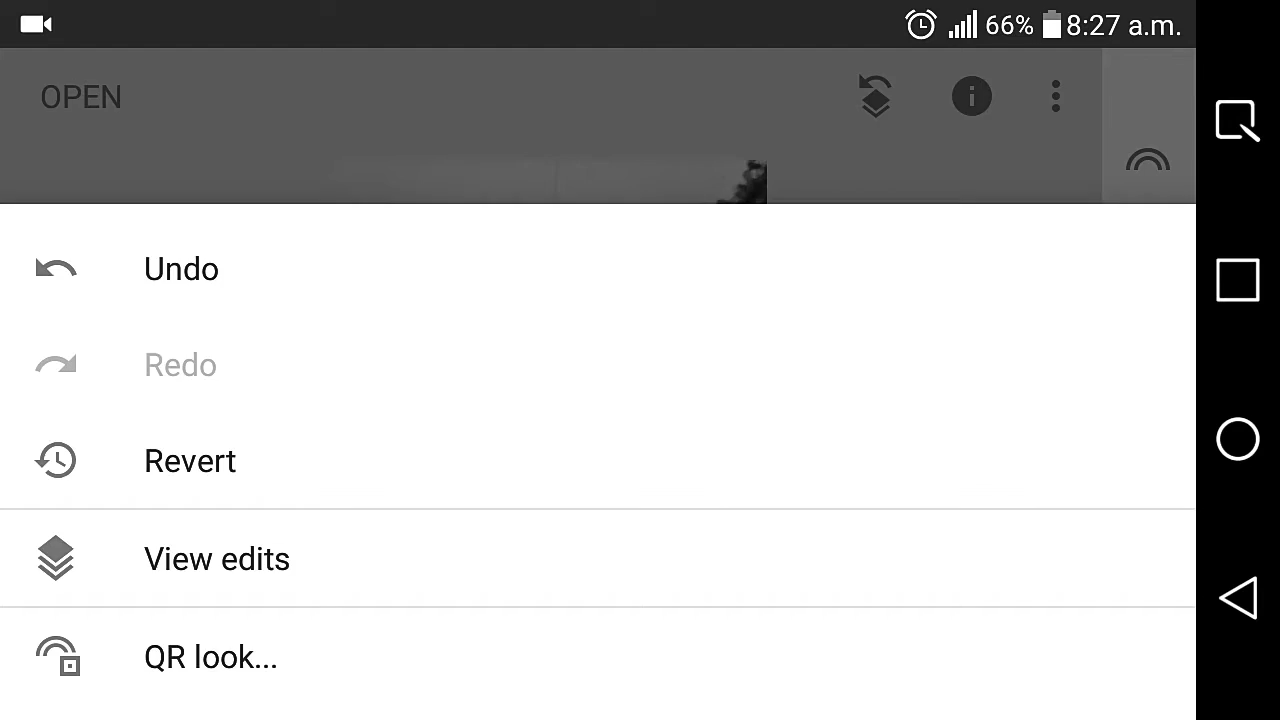 66% 8:27 a.m.
OPEN
Undo
Redo
Revert
View edits
QR look...